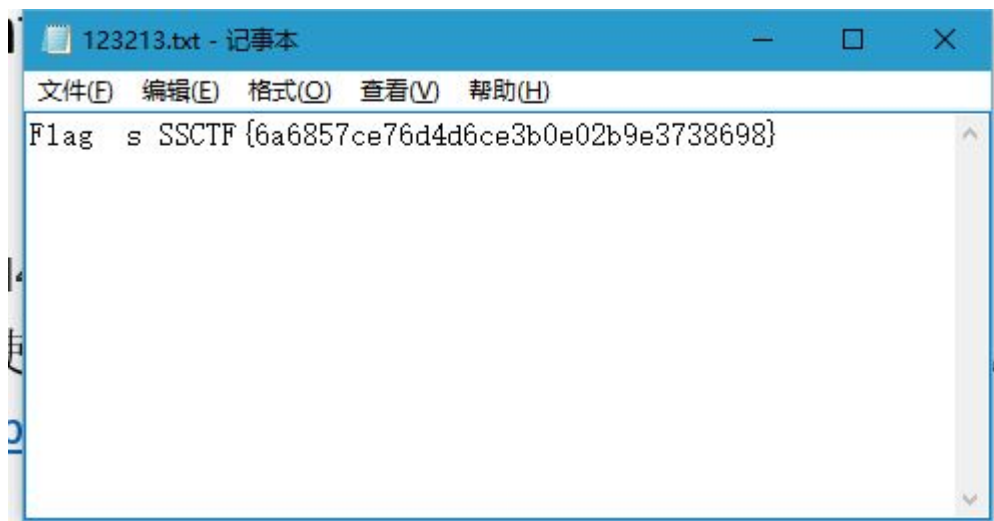 123213.txt - 记事本
文件(F) 编辑(E) 格式(O) 查看(V) 帮助(H)
Flag  s SSCTF{6a6857ce76d4d6ce3b0e02b9e3738698}